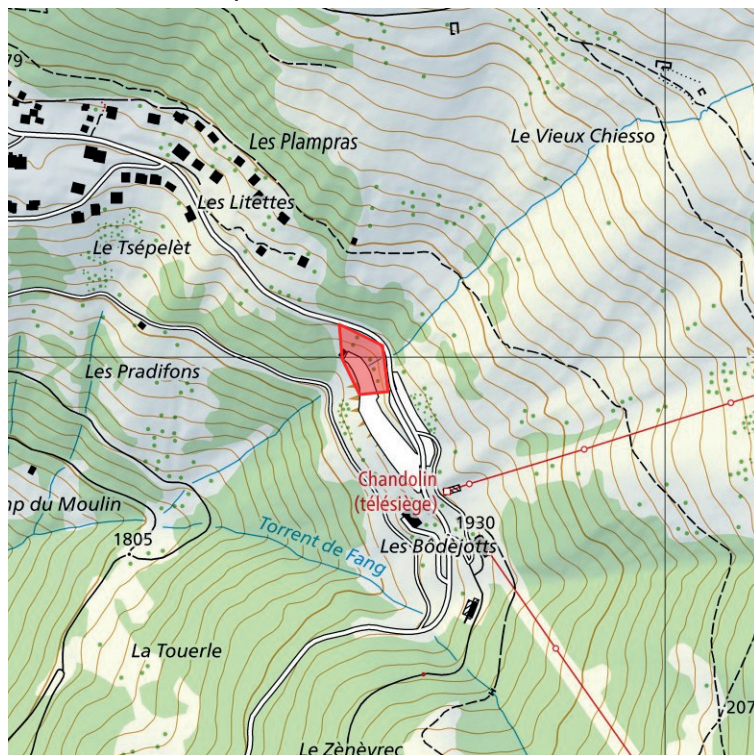 79
Les Plampras
Le Vieux Chiesso
Les Litettes
Le Tsépelèt
Les Pradifons
Chandolin
(télésiège)
mp du Moulin
1930
Torrent de Fang
Les Bôdèjotts
1805
La Touerle
207
Le Zènèvrec